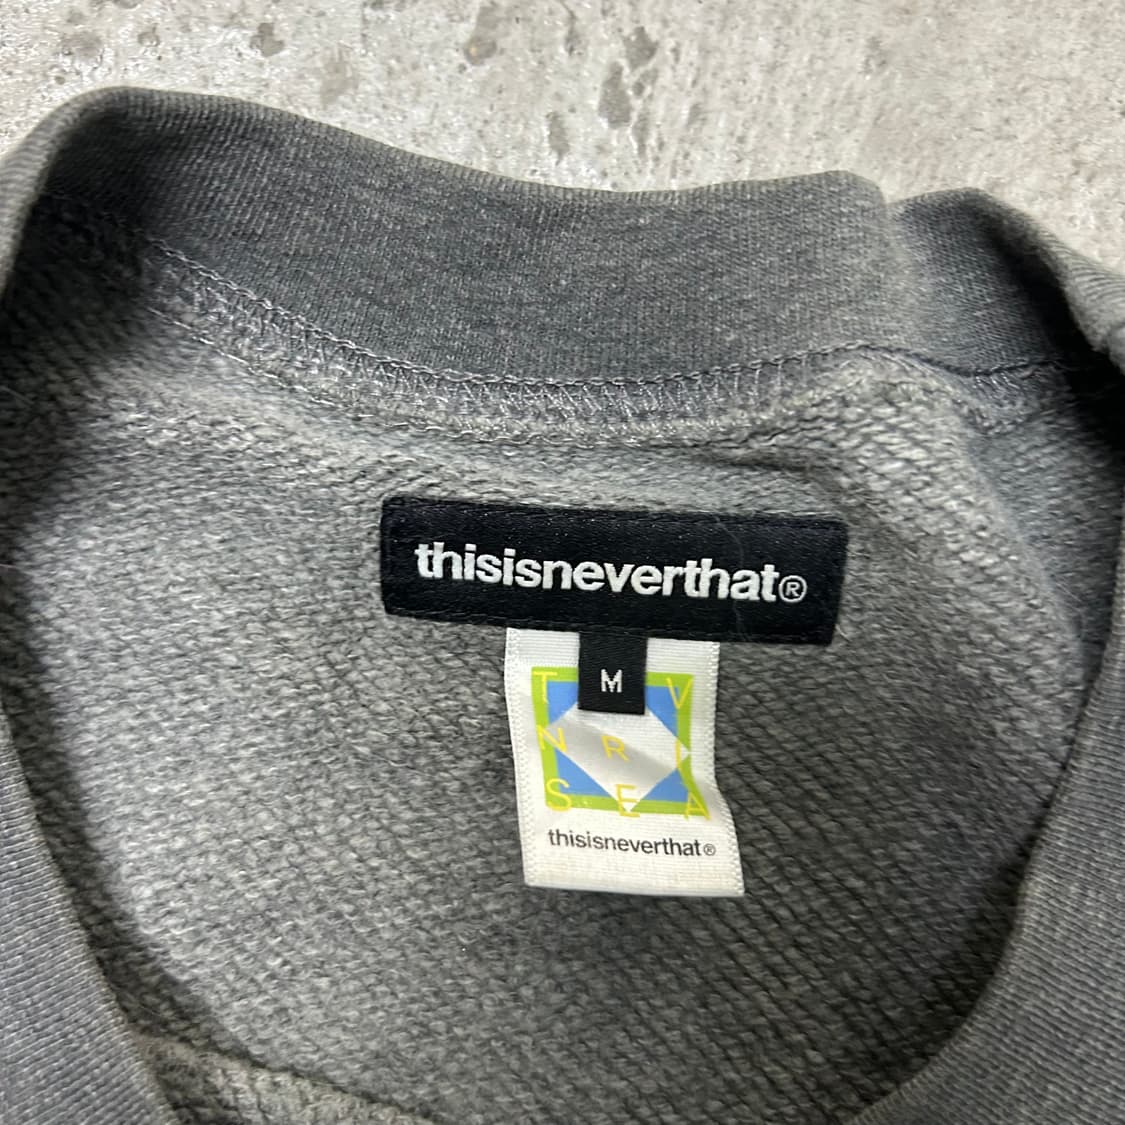 thisisneverthat®
M
T V
N R I
S E A
thisisneverthat®